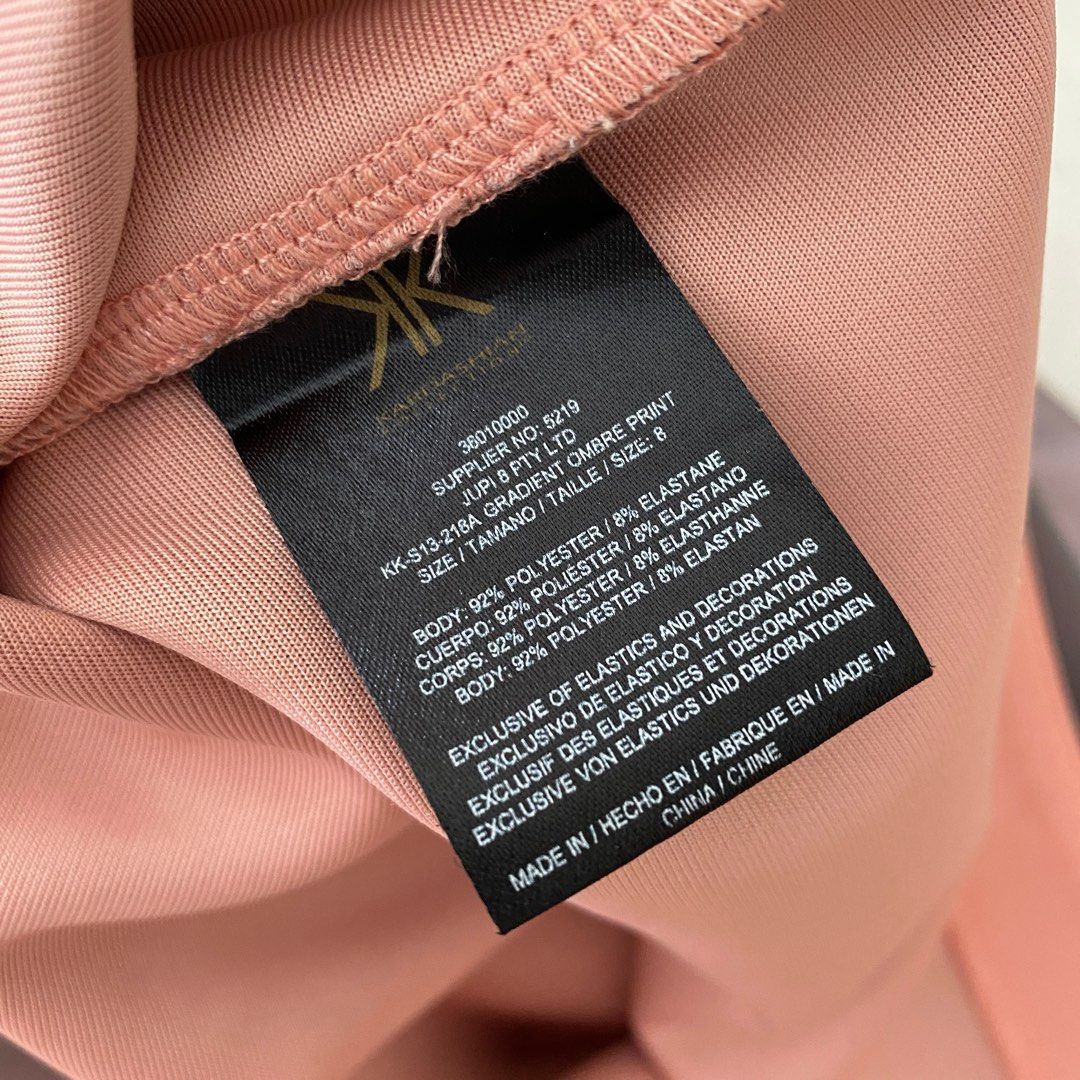 KK
KARDASHIAN
36010000
SUPPLIER NO: 5219
JUPI 8 PTY LTD
KK-S13-218A GRADIENT OMBRE PRINT
SIZE / TAMANO / TAILLE / SIZE: 8
BODY: 92% POLYESTER / 8% ELASTANE
CUERPO: 92% POLIÉSTER / 8% ELASTANO
CORPS: 92% POLYESTER / 8% ELASTHANNE
BODY: 92% POLYESTER / 8% ELASTAN
EXCLUSIVE OF ELASTICS AND DECORATIONS
EXCLUSIVO DE ELASTICO Y DECORATION
EXCLUSIF DES ELASTIQUES ET DECORATIONS
EXCLUSIVE VON ELASTICS UND DEKORATIONEN
MADE IN / HECHO EN / FABRIQUE EN / MADE IN
CHINA / CHINE